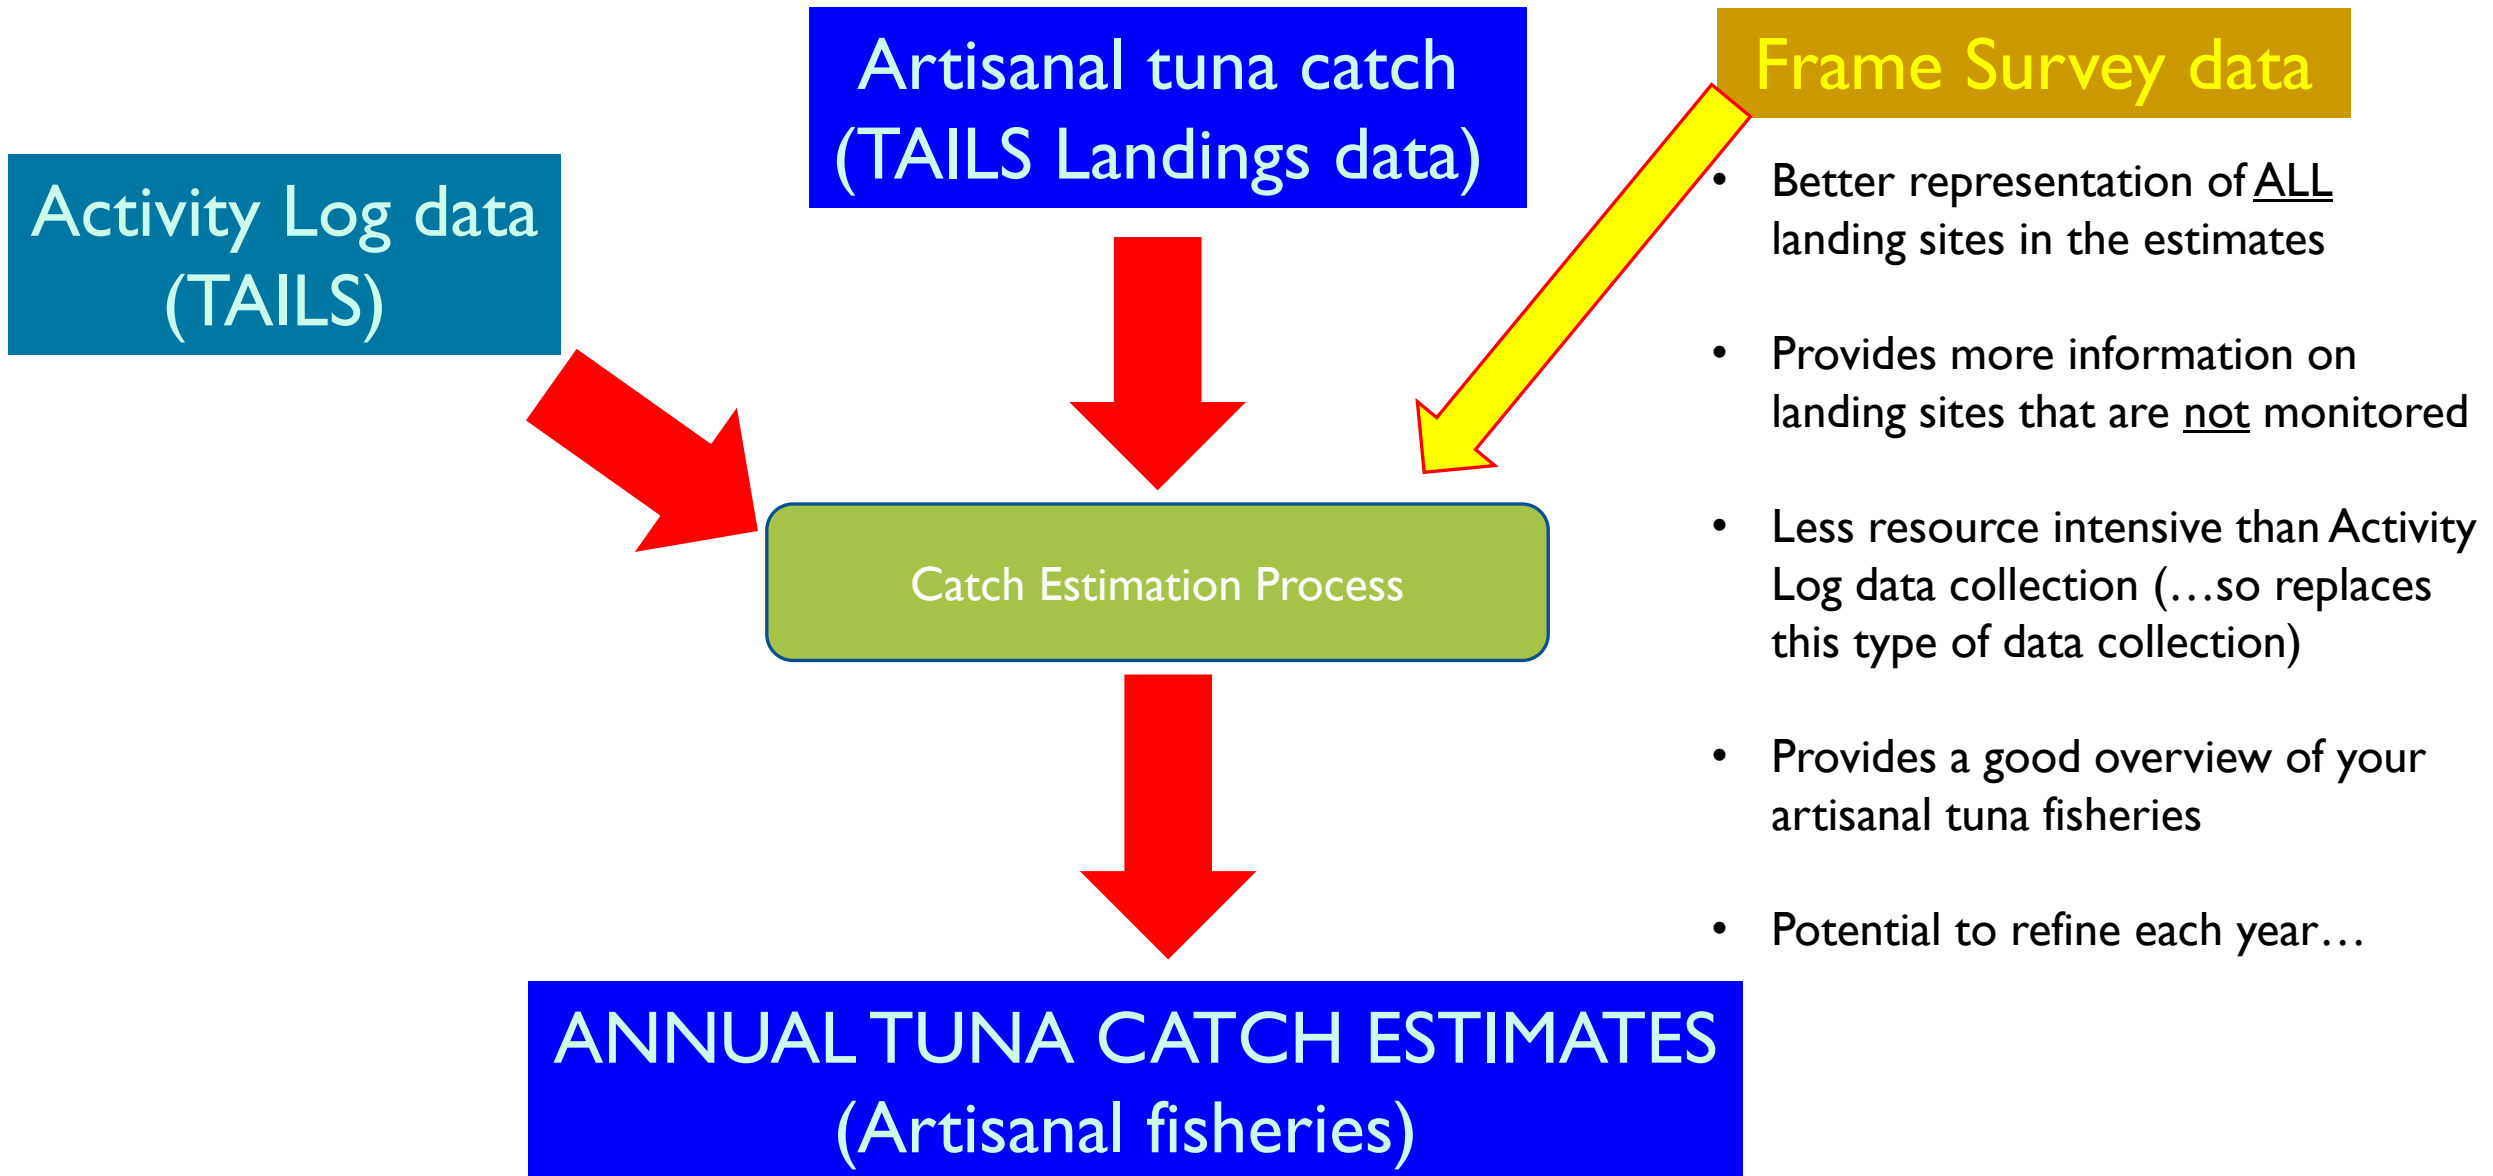 Activity Log data
(TAILS)
Artisanal tuna catch
(TAILS Landings data)
Frame Survey data
• Better representation of ALL
landing sites in the estimates
• Provides more information on
landing sites that are not monitored
• Less resource intensive than Activity
Log data collection (…so replaces
this type of data collection)
• Provides a good overview of your
artisanal tuna fisheries
• Potential to refine each year…
Catch Estimation Process
ANNUAL TUNA CATCH ESTIMATES
(Artisanal fisheries)